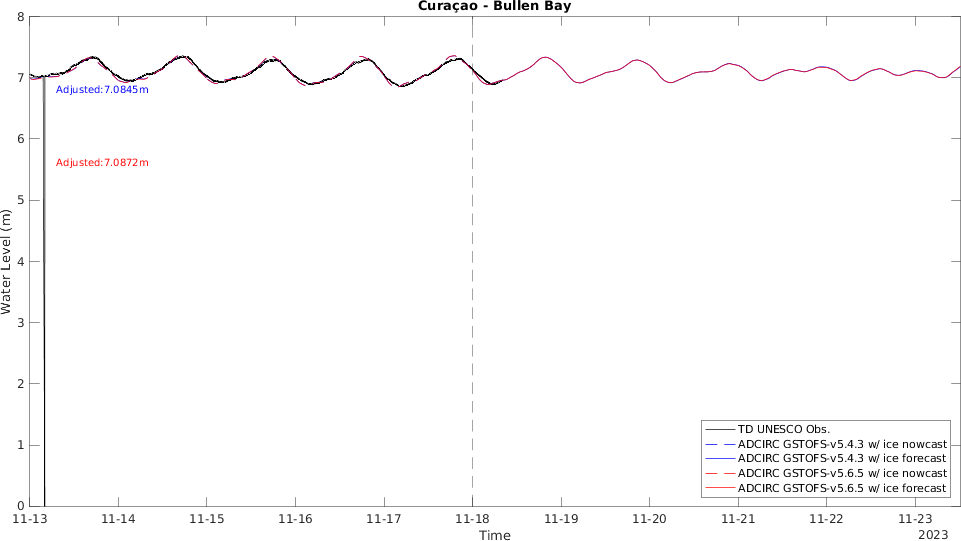 Curaçao - Bullen Bay
8
7
6
5
4
3
2
1
0
Water Level (m)
Adjusted:7.0845m
Adjusted:7.0872m
TD UNESCO Obs.
ADCIRC GSTOFS-v5.4.3 w/ ice nowcast
ADCIRC GSTOFS-v5.4.3 w/ ice forecast
ADCIRC GSTOFS-v5.6.5 w/ ice nowcast
ADCIRC GSTOFS-v5.6.5 w/ ice forecast
11-13 11-14 11-15 11-16 11-17 11-18 11-19 11-20 11-21 11-22 11-23
Time
2023